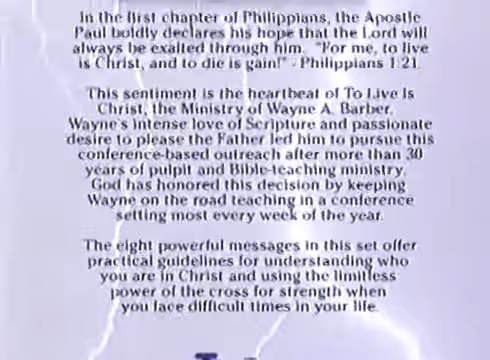 In the first chapter of Philippians, the Apostle
Paul boldly declares his hope that the Lord will
always be exalted through him. "For me, to live
is Christ, and to die is gain!" - Philippians 1:21.
This sentiment is the heartbeat of To Live Is
Christ, the Ministry of Wayne A. Barber.
Wayne's intense love of Scripture and passionate
desire to please the Father led him to pursue this
conference-based outreach after more than 30
years of pulpit and Bible-teaching ministry.
God has honored this decision by keeping
Wayne on the road teaching in a conference
setting most every week of the year.
The eight powerful messages in this set offer
practical guidelines for understanding who
you are in Christ and using the limitless
power of the cross for strength when
you face difficult times in your life.